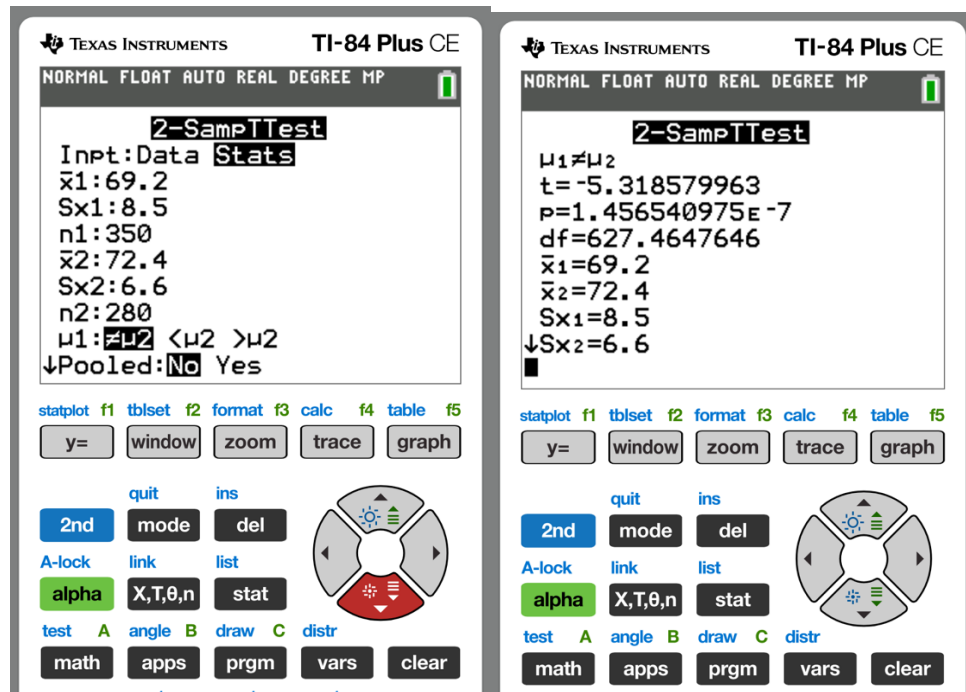 TEXAS INSTRUMENTS TI-84 Plus CE
NORMAL FLOAT AUTO REAL DEGREE MP
2-SampTTest
Inpt:Data Stats
x̄1:69.2
Sx1:8.5
n1:350
x̄2:72.4
Sx2:6.6
n2:280
μ1:≠μ2 <μ2 >μ2
↓Pooled:No Yes
statplot f1 tblset f2 format f3 calc f4 table f5
y= window zoom trace graph
quit ins
2nd mode del
A-lock link list
alpha X,T,θ,n stat
test A angle B draw C distr
math apps prgm vars clear
TEXAS INSTRUMENTS TI-84 Plus CE
NORMAL FLOAT AUTO REAL DEGREE MP
2-SampTTest
μ1≠μ2
t=-5.318579963
p=1.456540975ᴇ-7
df=627.4647646
x̄1=69.2
x̄2=72.4
Sx1=8.5
↓Sx2=6.6
statplot f1 tblset f2 format f3 calc f4 table f5
y= window zoom trace graph
quit ins
2nd mode del
A-lock link list
alpha X,T,θ,n stat
test A angle B draw C distr
math apps prgm vars clear